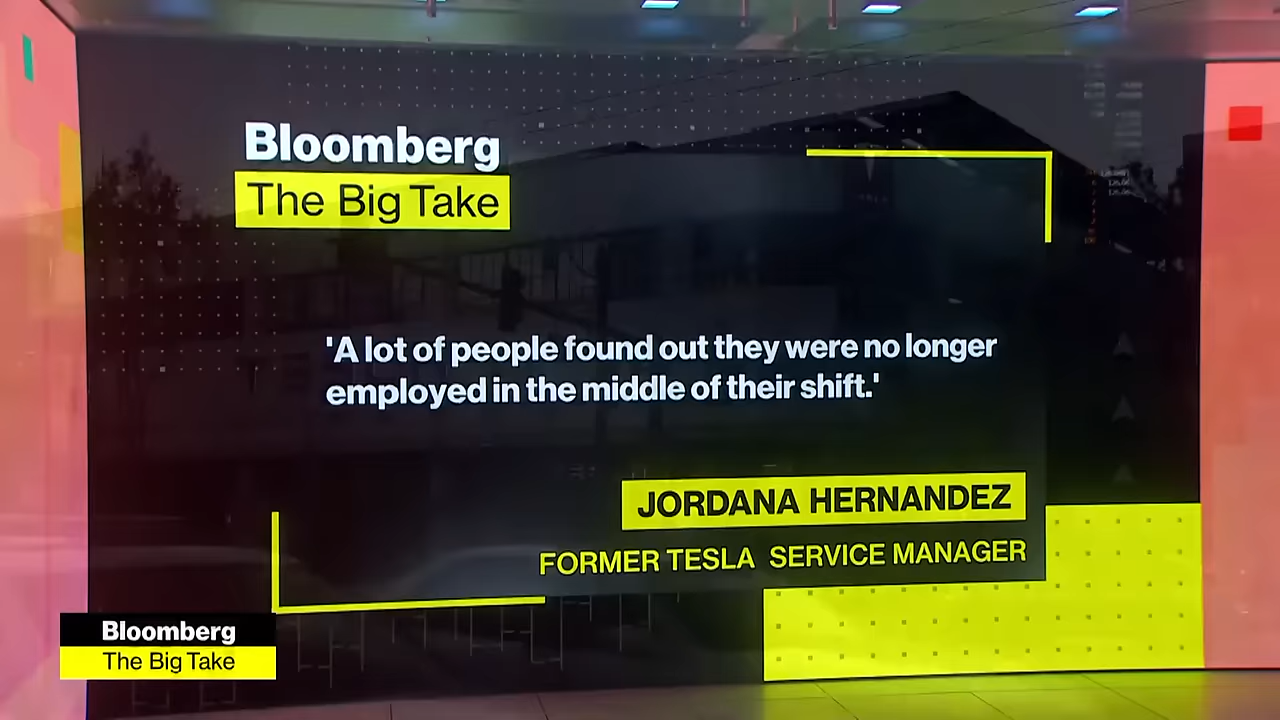 Bloomberg
The Big Take
'A lot of people found out they were no longer
employed in the middle of their shift.'
JORDANA HERNANDEZ
FORMER TESLA SERVICE MANAGER
Bloomberg
The Big Take